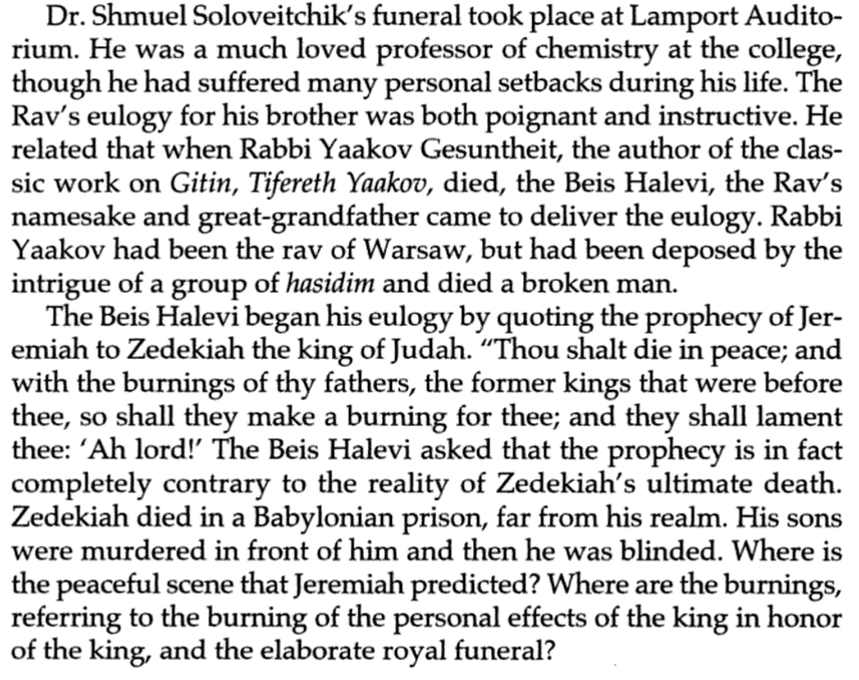 Dr. Shmuel Soloveitchik's funeral took place at Lamport Audito-
rium. He was a much loved professor of chemistry at the college,
though he had suffered many personal setbacks during his life. The
Rav's eulogy for his brother was both poignant and instructive. He
related that when Rabbi Yaakov Gesuntheit, the author of the clas-
sic work on Gitin, Tifereth Yaakov, died, the Beis Halevi, the Rav's
namesake and great-grandfather came to deliver the eulogy. Rabbi
Yaakov had been the rav of Warsaw, but had been deposed by the
intrigue of a group of hasidim and died a broken man.
The Beis Halevi began his eulogy by quoting the prophecy of Jer-
emiah to Zedekiah the king of Judah. "Thou shalt die in peace; and
with the burnings of thy fathers, the former kings that were before
thee, so shall they make a burning for thee; and they shall lament
thee: 'Ah lord!' The Beis Halevi asked that the prophecy is in fact
completely contrary to the reality of Zedekiah's ultimate death.
Zedekiah died in a Babylonian prison, far from his realm. His sons
were murdered in front of him and then he was blinded. Where is
the peaceful scene that Jeremiah predicted? Where are the burnings,
referring to the burning of the personal effects of the king in honor
of the king, and the elaborate royal funeral?